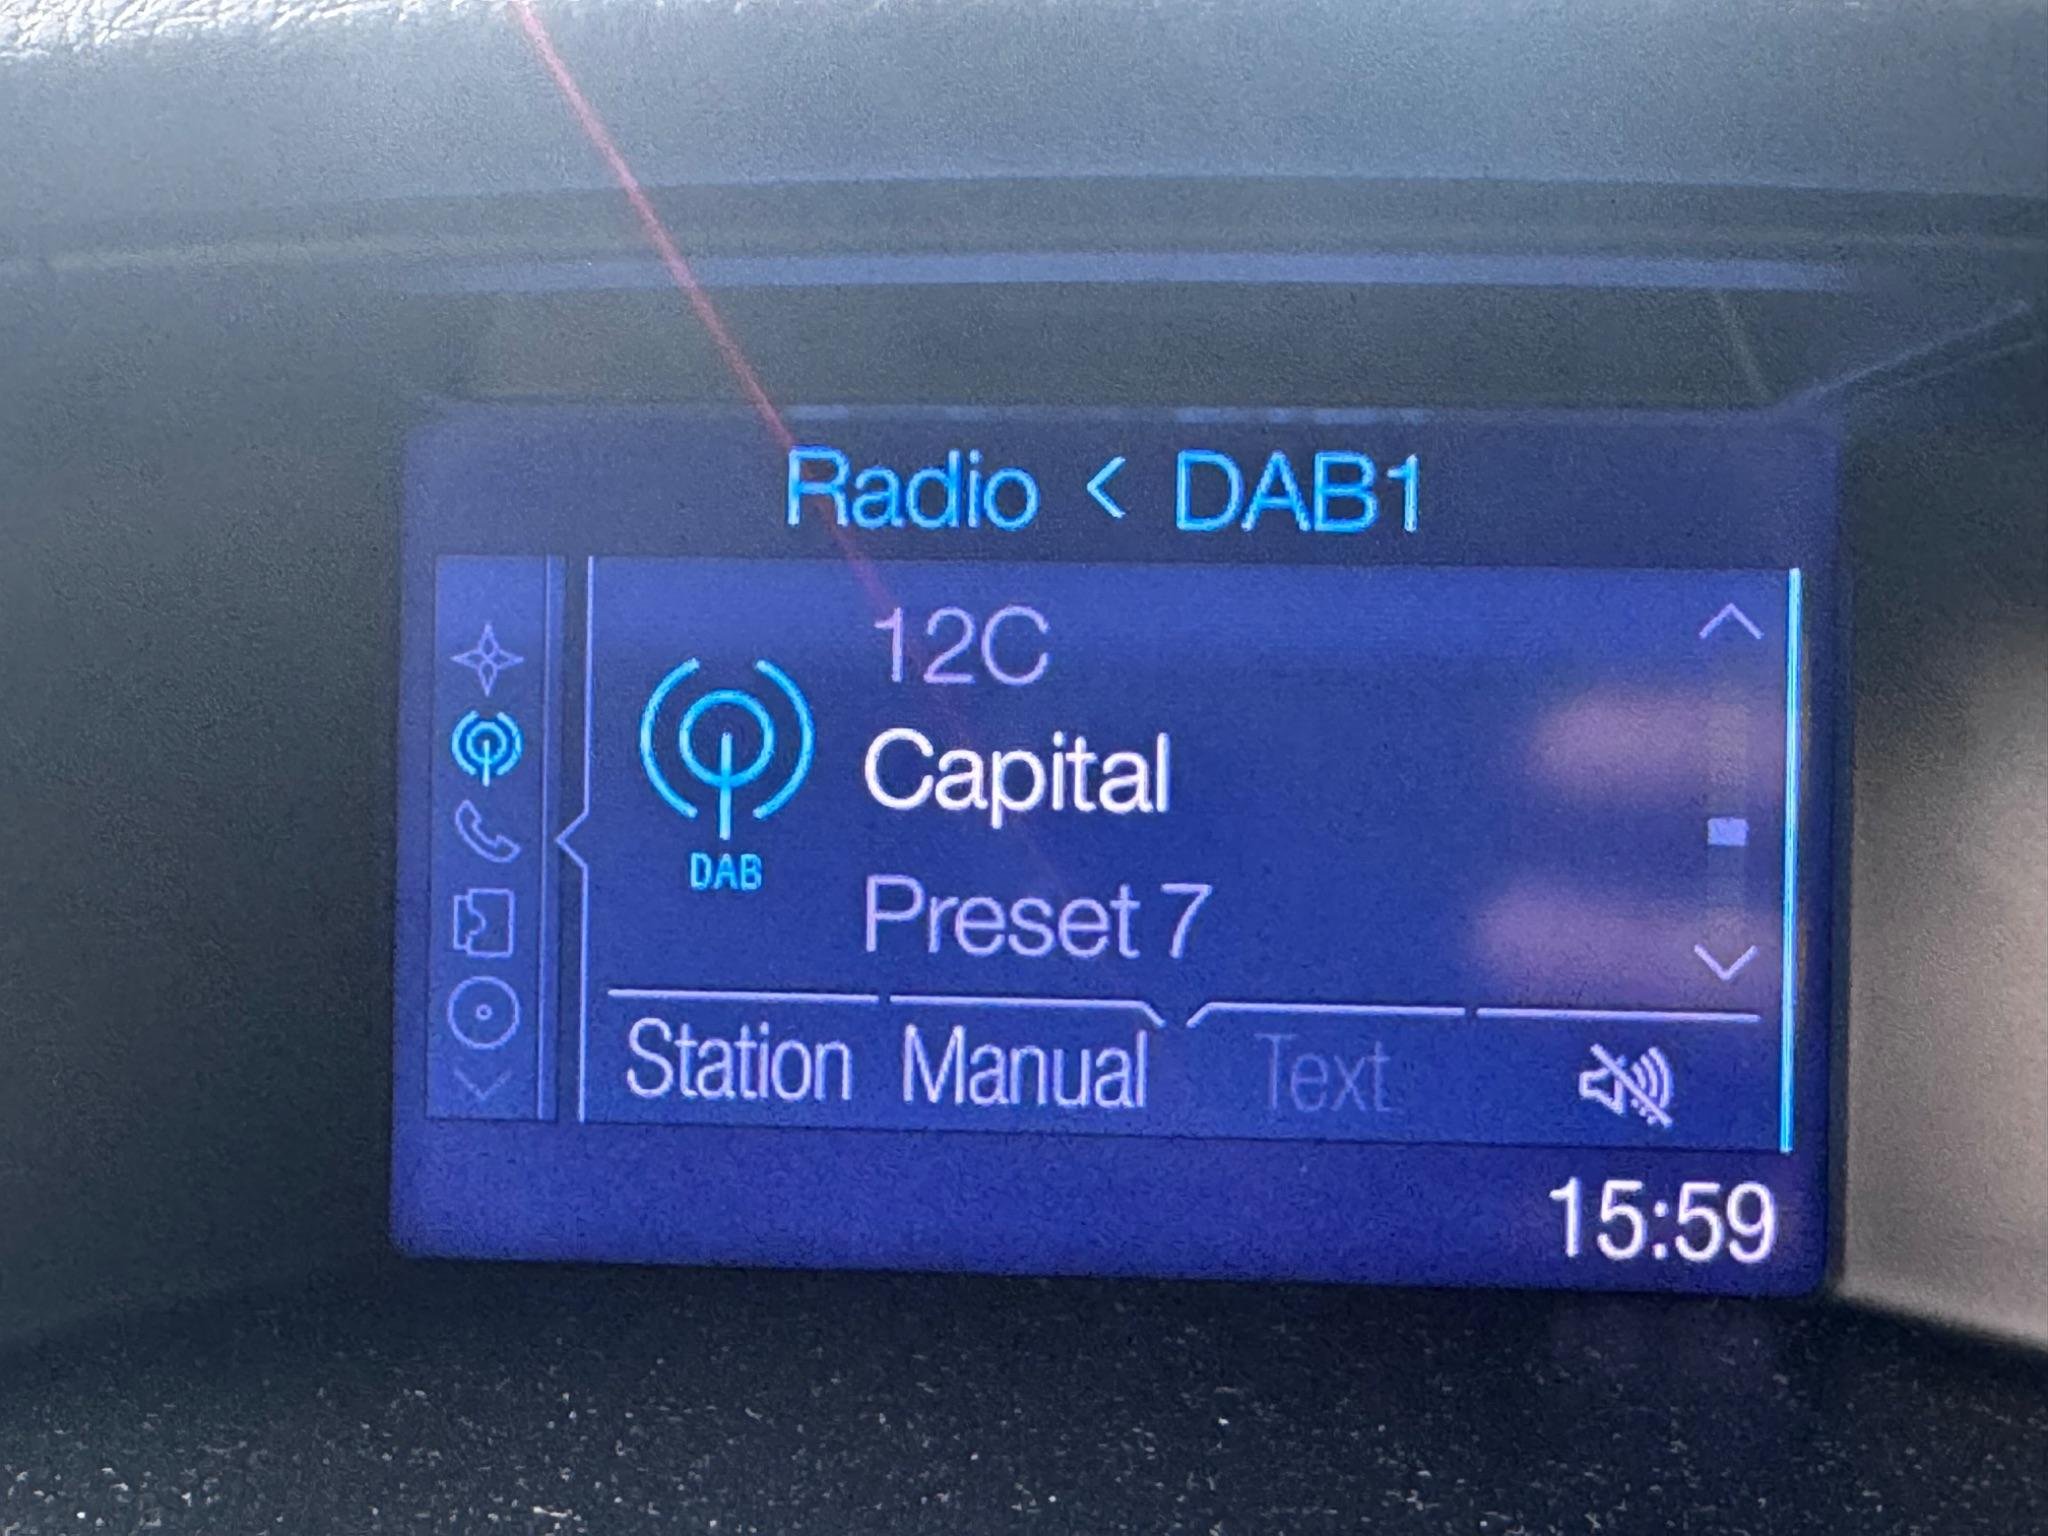 Radio < DAB1
12C
Capital
DAB
Preset 7
Station Manual Text
15:59